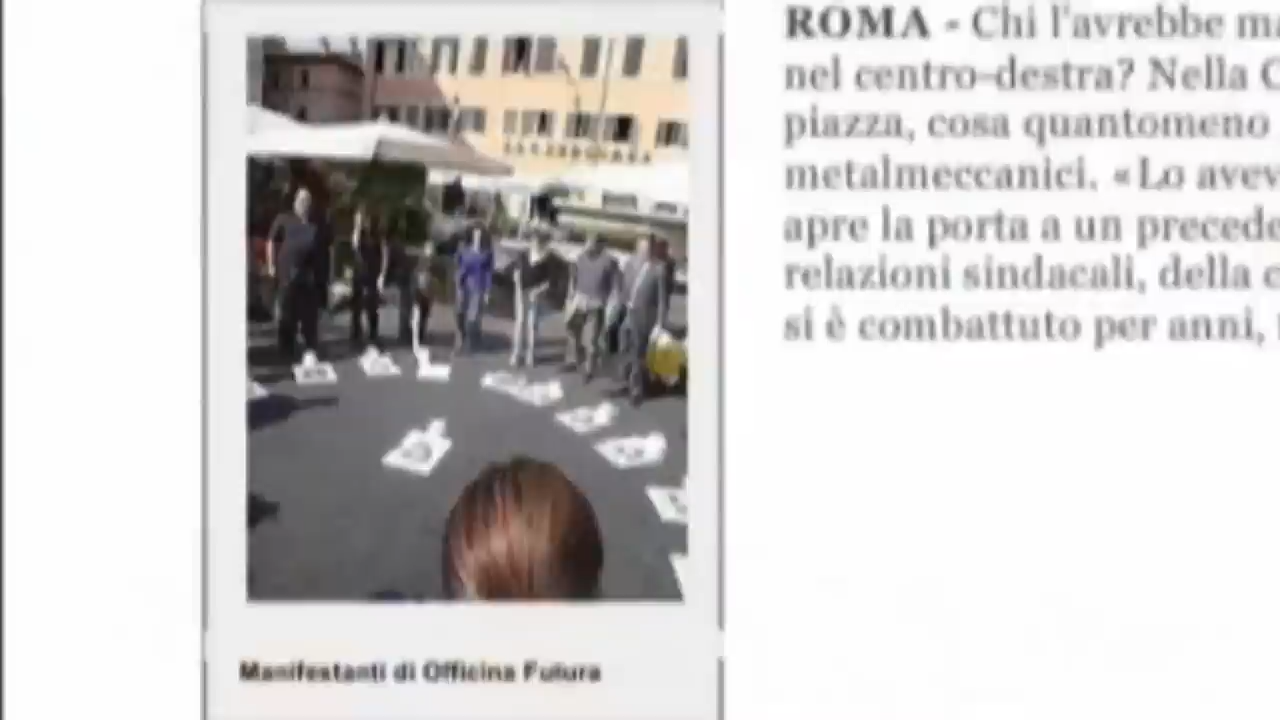 ROMA - Chi l'avrebbe ma
nel centro-destra? Nella C
piazza, cosa quantomeno
metalmeccanici. «Lo avev
apre la porta a un precede
relazioni sindacali, della c
si è combattuto per anni,
Manifestanti di Officina Futura